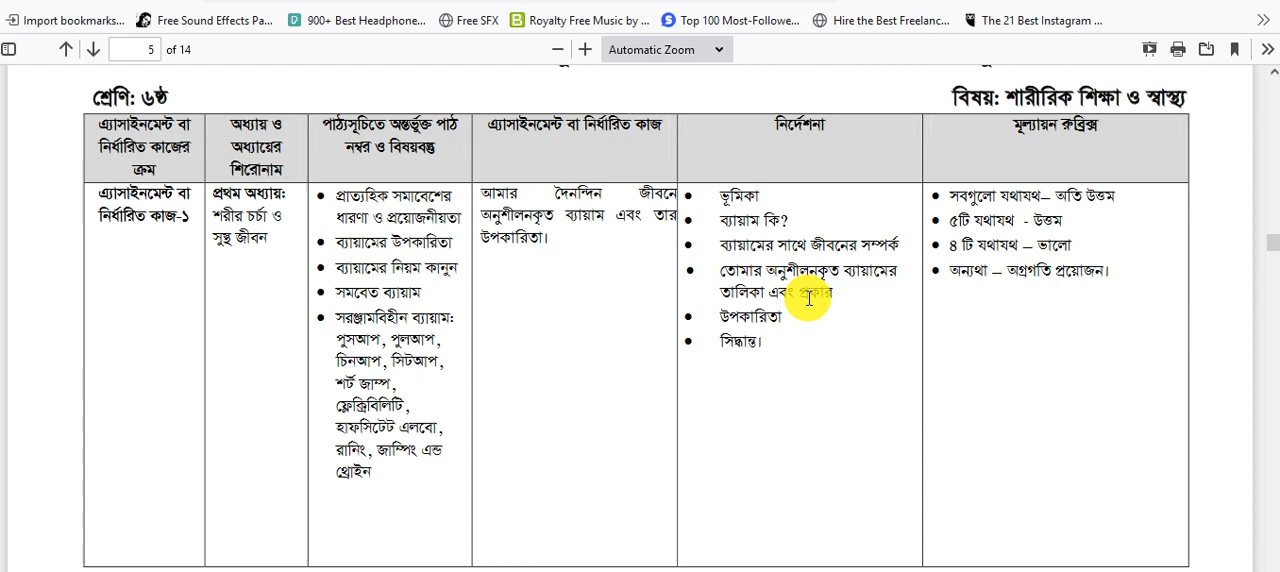 Import bookmarks... Free Sound Effects Pa... 900+ Best Headphone... Free SFX Royalty Free Music by ... Top 100 Most-Followe... Hire the Best Freelanc... The 21 Best Instagram ...
5 of 14 Automatic Zoom
শ্রেণি: ৬ষ্ঠ
বিষয়: শারীরিক শিক্ষা ও স্বাস্থ্য
এ্যাসাইনমেন্ট বা
নির্ধারিত কাজের
ক্রম
অধ্যায় ও
অধ্যায়ের
শিরোনাম
পাঠ্যসূচিতে অন্তর্ভুক্ত পাঠ
নম্বর ও বিষয়বস্তু
এ্যাসাইনমেন্ট বা নির্ধারিত কাজ
নির্দেশনা
মূল্যায়ন রুব্রিক্স
এ্যাসাইনমেন্ট বা
নির্ধারিত কাজ-১
প্রথম অধ্যায়:
শরীর চর্চা ও
সুস্থ জীবন
• প্রাত্যহিক সমাবেশের
ধারণা ও প্রয়োজনীয়তা
• ব্যায়ামের উপকারিতা
• ব্যায়ামের নিয়ম কানুন
• সমবেত ব্যায়াম
• সরঞ্জামবিহীন ব্যায়াম:
পুসআপ, পুলআপ,
চিনআপ, সিটআপ,
শর্ট জাম্প,
ফ্লেক্সিবিলিটি,
হাফসিটেট এলবো,
রানিং, জাম্পিং এন্ড
থ্রোইন
আমার দৈনন্দিন জীবনে
অনুশীলনকৃত ব্যায়াম এবং তার
উপকারিতা।
• ভূমিকা
• ব্যায়াম কি?
• ব্যায়ামের সাথে জীবনের সম্পর্ক
• তোমার অনুশীলনকৃত ব্যায়ামের
তালিকা এবং প্রকার
• উপকারিতা
• সিদ্ধান্ত।
• সবগুলো যথাযথ– অতি উত্তম
• ৫টি যথাযথ - উত্তম
• ৪ টি যথাযথ – ভালো
• অন্যথা – অগ্রগতি প্রয়োজন।